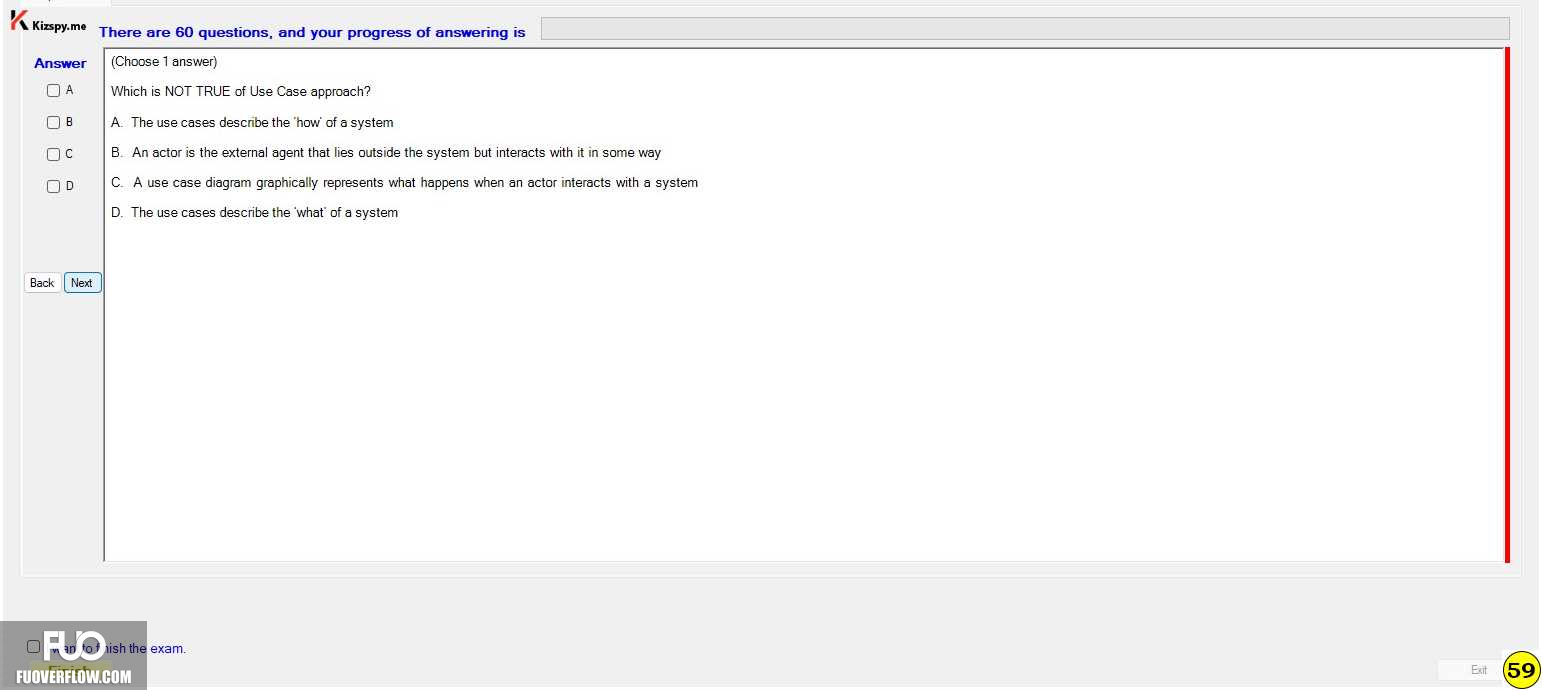 Kizspy.me
There are 60 questions, and your progress of answering is
Answer
(Choose 1 answer)
A
Which is NOT TRUE of Use Case approach?
B
A. The use cases describe the 'how' of a system
C
B. An actor is the external agent that lies outside the system but interacts with it in some way
D
C. A use case diagram graphically represents what happens when an actor interacts with a system
D. The use cases describe the 'what' of a system
Back Next
want to finish the exam.
Finish
FUO
FUOVERFLOW.COM
Exit
59